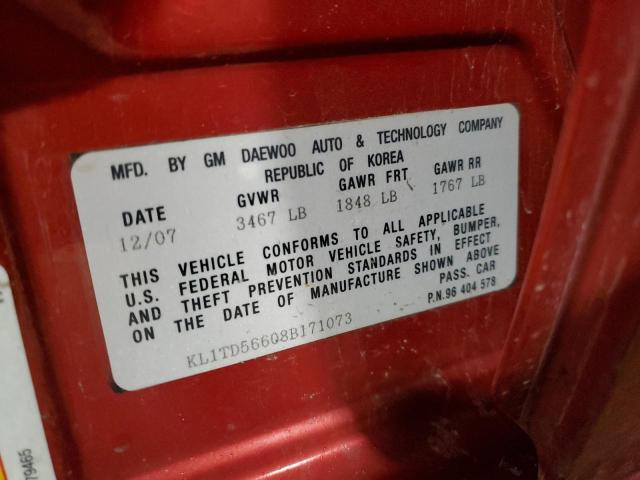 MFD. BY GM DAEWOO AUTO & TECHNOLOGY COMPANY
REPUBLIC OF KOREA
DATE GVWR GAWR FRT GAWR RR
12/07 3467 LB 1848 LB 1767 LB
THIS VEHICLE CONFORMS TO ALL APPLICABLE
U.S. FEDERAL MOTOR VEHICLE SAFETY, BUMPER,
AND THEFT PREVENTION STANDARDS IN EFFECT
ON THE DATE OF MANUFACTURE SHOWN ABOVE
PASS. CAR
P.N.96 404 578
KL1TD56608B171073
79465